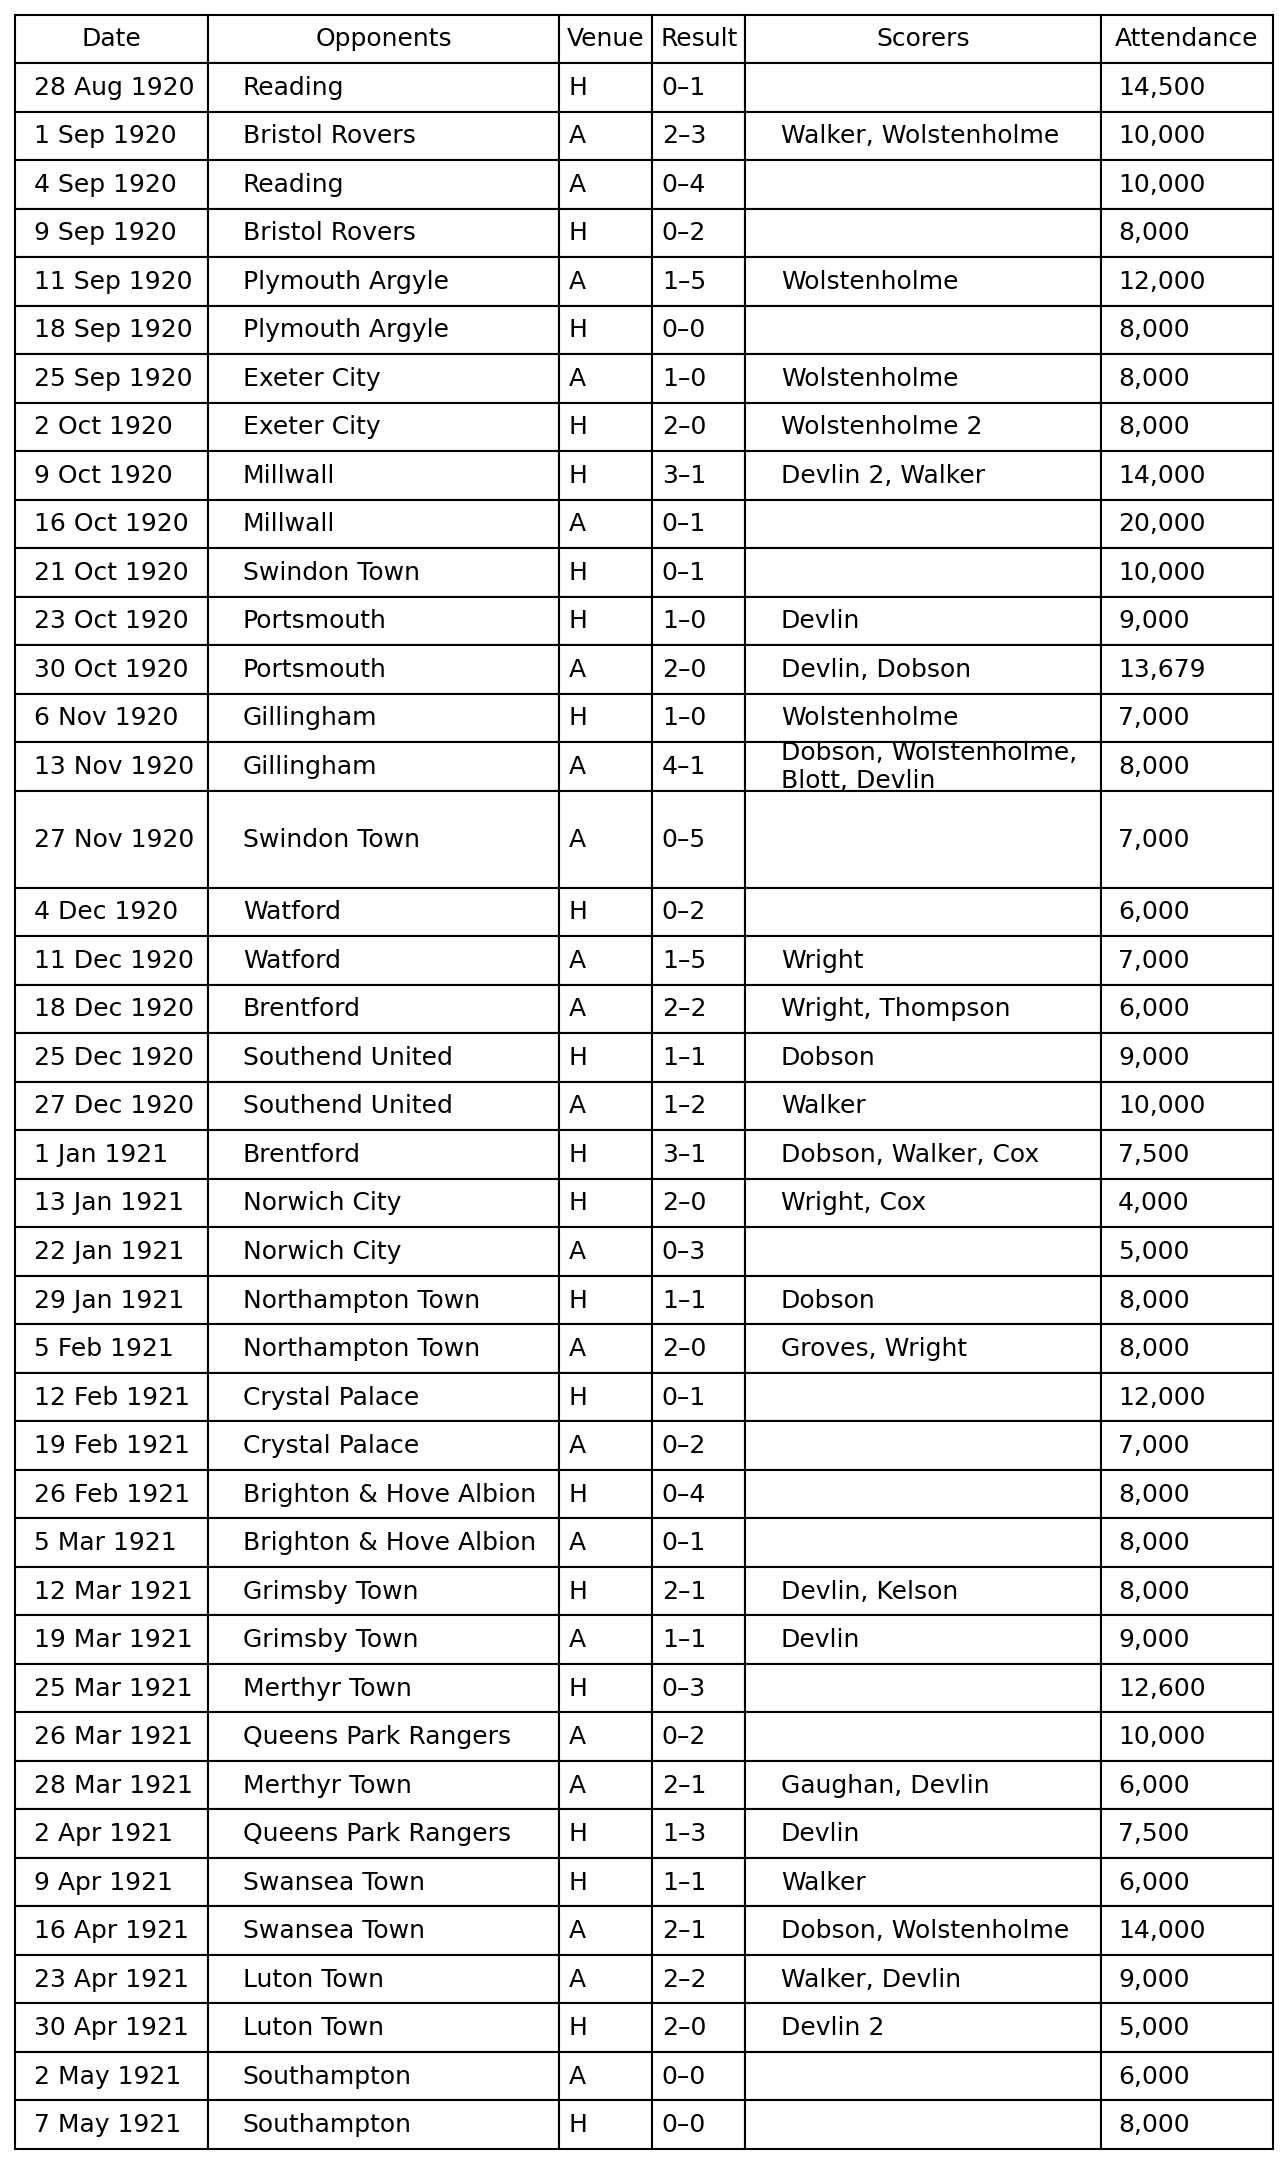 Date Opponents Venue Result Scorers Attendance
28 Aug 1920 Reading H 0–1 14,500
1 Sep 1920 Bristol Rovers A 2–3 Walker, Wolstenholme 10,000
4 Sep 1920 Reading A 0–4 10,000
9 Sep 1920 Bristol Rovers H 0–2 8,000
11 Sep 1920 Plymouth Argyle A 1–5 Wolstenholme 12,000
18 Sep 1920 Plymouth Argyle H 0–0 8,000
25 Sep 1920 Exeter City A 1–0 Wolstenholme 8,000
2 Oct 1920 Exeter City H 2–0 Wolstenholme 2 8,000
9 Oct 1920 Millwall H 3–1 Devlin 2, Walker 14,000
16 Oct 1920 Millwall A 0–1 20,000
21 Oct 1920 Swindon Town H 0–1 10,000
23 Oct 1920 Portsmouth H 1–0 Devlin 9,000
30 Oct 1920 Portsmouth A 2–0 Devlin, Dobson 13,679
6 Nov 1920 Gillingham H 1–0 Wolstenholme 7,000
13 Nov 1920 Gillingham A 4–1 Dobson, Wolstenholme,
Blott, Devlin 8,000
27 Nov 1920 Swindon Town A 0–5 7,000
4 Dec 1920 Watford H 0–2 6,000
11 Dec 1920 Watford A 1–5 Wright 7,000
18 Dec 1920 Brentford A 2–2 Wright, Thompson 6,000
25 Dec 1920 Southend United H 1–1 Dobson 9,000
27 Dec 1920 Southend United A 1–2 Walker 10,000
1 Jan 1921 Brentford H 3–1 Dobson, Walker, Cox 7,500
13 Jan 1921 Norwich City H 2–0 Wright, Cox 4,000
22 Jan 1921 Norwich City A 0–3 5,000
29 Jan 1921 Northampton Town H 1–1 Dobson 8,000
5 Feb 1921 Northampton Town A 2–0 Groves, Wright 8,000
12 Feb 1921 Crystal Palace H 0–1 12,000
19 Feb 1921 Crystal Palace A 0–2 7,000
26 Feb 1921 Brighton & Hove Albion H 0–4 8,000
5 Mar 1921 Brighton & Hove Albion A 0–1 8,000
12 Mar 1921 Grimsby Town H 2–1 Devlin, Kelson 8,000
19 Mar 1921 Grimsby Town A 1–1 Devlin 9,000
25 Mar 1921 Merthyr Town H 0–3 12,600
26 Mar 1921 Queens Park Rangers A 0–2 10,000
28 Mar 1921 Merthyr Town A 2–1 Gaughan, Devlin 6,000
2 Apr 1921 Queens Park Rangers H 1–3 Devlin 7,500
9 Apr 1921 Swansea Town H 1–1 Walker 6,000
16 Apr 1921 Swansea Town A 2–1 Dobson, Wolstenholme 14,000
23 Apr 1921 Luton Town A 2–2 Walker, Devlin 9,000
30 Apr 1921 Luton Town H 2–0 Devlin 2 5,000
2 May 1921 Southampton A 0–0 6,000
7 May 1921 Southampton H 0–0 8,000